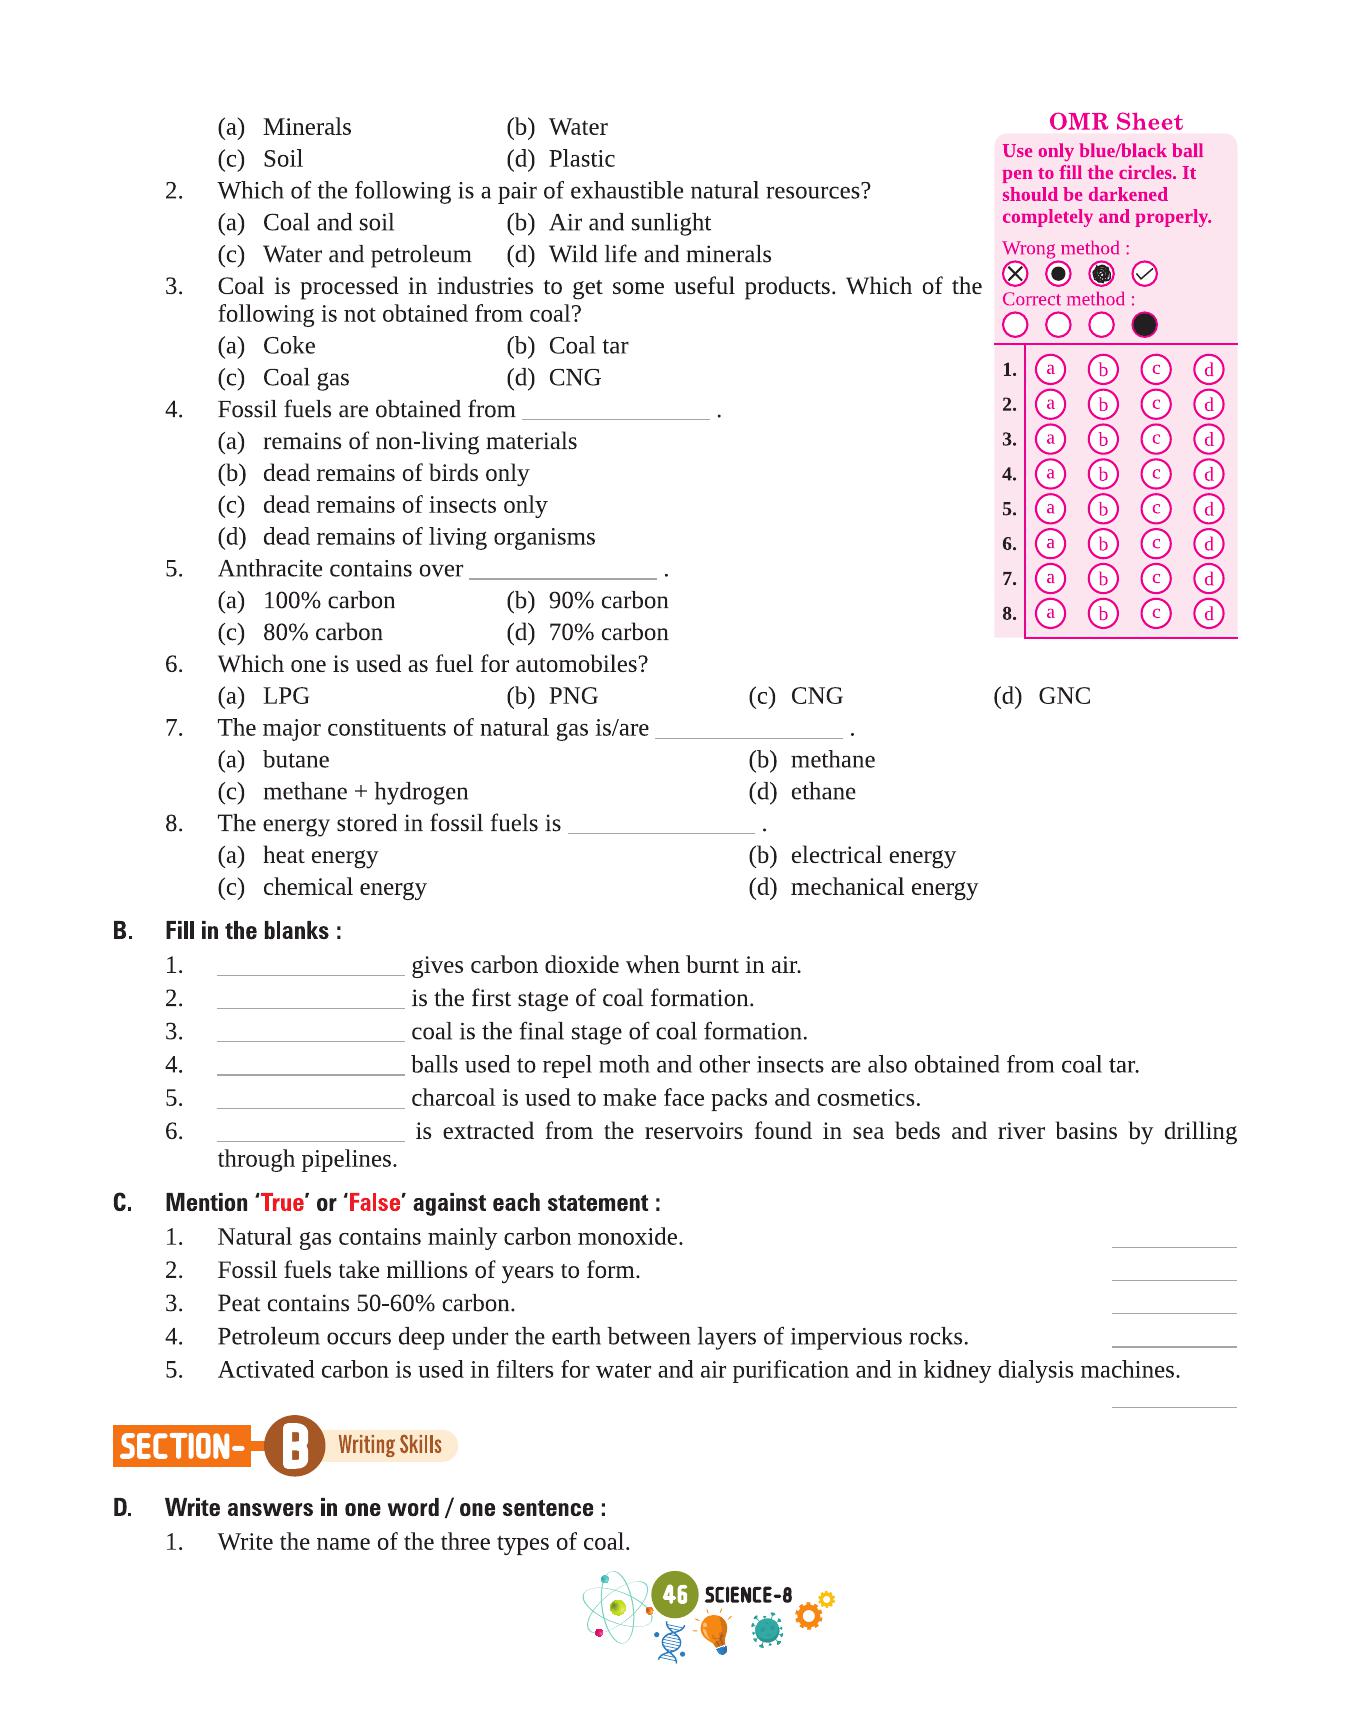 (a) Minerals (b) Water
(c) Soil (d) Plastic
2. Which of the following is a pair of exhaustible natural resources?
(a) Coal and soil (b) Air and sunlight
(c) Water and petroleum (d) Wild life and minerals
3. Coal is processed in industries to get some useful products. Which of the
following is not obtained from coal?
(a) Coke (b) Coal tar
(c) Coal gas (d) CNG
4. Fossil fuels are obtained from _______________ .
(a) remains of non-living materials
(b) dead remains of birds only
(c) dead remains of insects only
(d) dead remains of living organisms
5. Anthracite contains over _______________ .
(a) 100% carbon (b) 90% carbon
(c) 80% carbon (d) 70% carbon
6. Which one is used as fuel for automobiles?
(a) LPG (b) PNG (c) CNG (d) GNC
7. The major constituents of natural gas is/are _______________ .
(a) butane (b) methane
(c) methane + hydrogen (d) ethane
8. The energy stored in fossil fuels is _______________ .
(a) heat energy (b) electrical energy
(c) chemical energy (d) mechanical energy
OMR Sheet
Use only blue/black ball
pen to fill the circles. It
should be darkened
completely and properly.
Wrong method :
Correct method :
1. a b c d
2. a b c d
3. a b c d
4. a b c d
5. a b c d
6. a b c d
7. a b c d
8. a b c d
B. Fill in the blanks :
1. _______________ gives carbon dioxide when burnt in air.
2. _______________ is the first stage of coal formation.
3. _______________ coal is the final stage of coal formation.
4. _______________ balls used to repel moth and other insects are also obtained from coal tar.
5. _______________ charcoal is used to make face packs and cosmetics.
6. _______________ is extracted from the reservoirs found in sea beds and river basins by drilling
through pipelines.
C. Mention ‘True’ or ‘False’ against each statement :
1. Natural gas contains mainly carbon monoxide. __________
2. Fossil fuels take millions of years to form. __________
3. Peat contains 50-60% carbon. __________
4. Petroleum occurs deep under the earth between layers of impervious rocks. __________
5. Activated carbon is used in filters for water and air purification and in kidney dialysis machines.
__________
SECTION- B Writing Skills
D. Write answers in one word / one sentence :
1. Write the name of the three types of coal.
46 SCIENCE-8